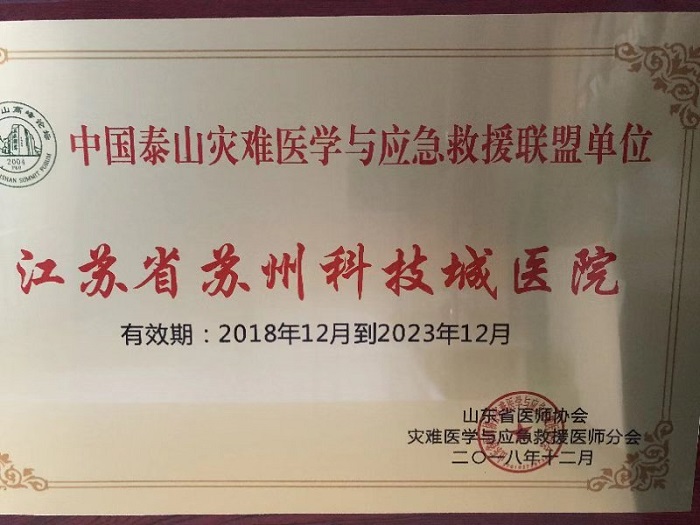 中国泰山灾难医学与应急救援联盟单位
2004
江苏省苏州科技城医院
有效期：2018年12月到2023年12月
山东省医师协会
灾难医学与应急救援医师分会
二〇一八年十二月